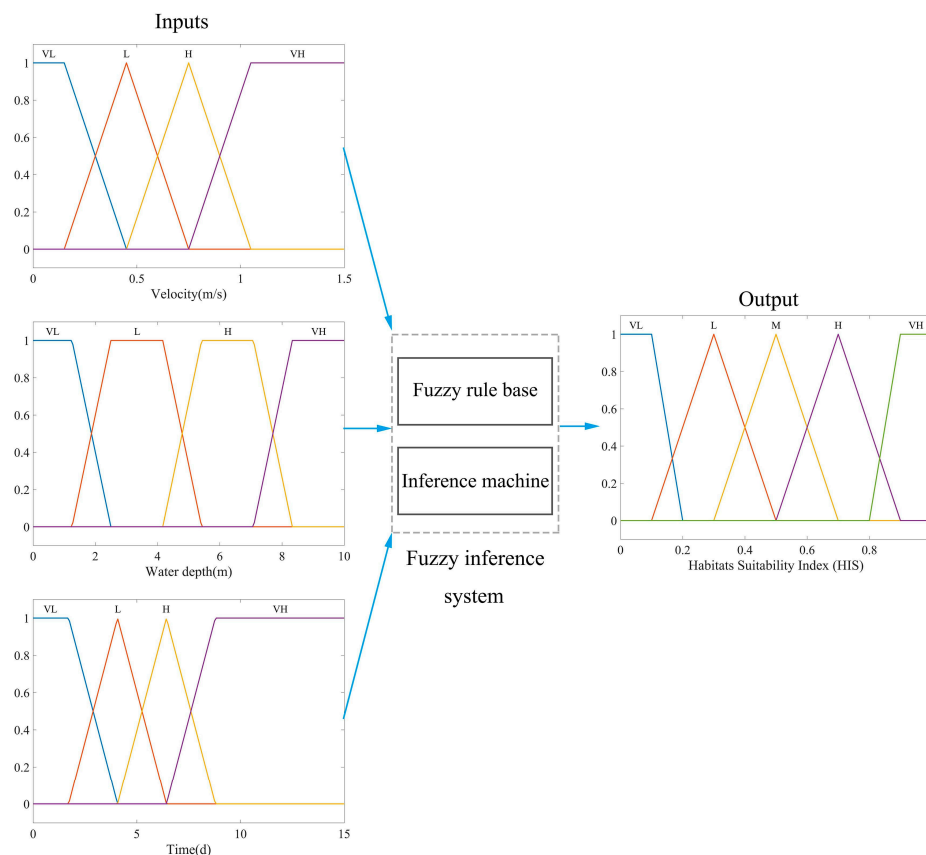 Inputs
VL L H VH
1
0.8
0.6
0.4
0.2
0
0 0.5 1 1.5
Velocity(m/s)
VL L H VH
1
0.8
0.6
0.4
0.2
0
0 2 4 6 8 10
Water depth(m)
VL L H VH
1
0.8
0.6
0.4
0.2
0
0 5 10 15
Time(d)
Fuzzy rule base
Inference machine
Fuzzy inference
system
Output
VL L M H VH
1
0.8
0.6
0.4
0.2
0
0 0.2 0.4 0.6 0.8
Habitats Suitability Index (HIS)